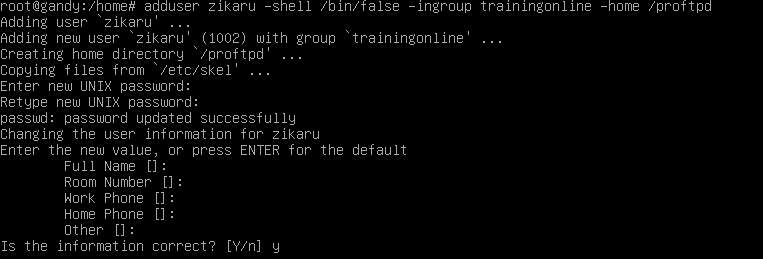 root@gandy:/home# adduser zikaru -shell /bin/false -ingroup trainingonline -home /proftpd
Adding user `zikaru' ...
Adding new user `zikaru' (1002) with group `trainingonline' ...
Creating home directory `/proftpd' ...
Copying files from `/etc/skel' ...
Enter new UNIX password:
Retype new UNIX password:
passwd: password updated successfully
Changing the user information for zikaru
Enter the new value, or press ENTER for the default
Full Name []:
Room Number []:
Work Phone []:
Home Phone []:
Other []:
Is the information correct? [Y/n] y